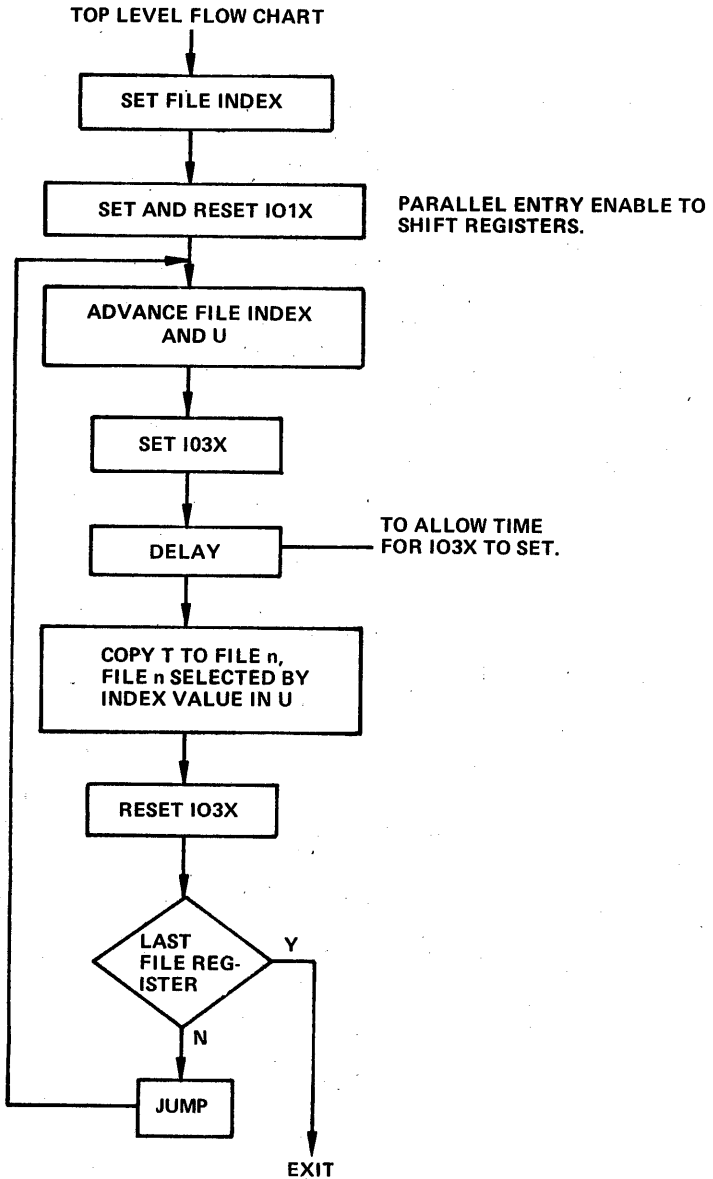 TOP LEVEL FLOW CHART
SET FILE INDEX
SET AND RESET IO1X
PARALLEL ENTRY ENABLE TO
SHIFT REGISTERS.
ADVANCE FILE INDEX
AND U
SET I03X
DELAY
TO ALLOW TIME
FOR IO3X TO SET.
COPY T TO FILE n,
FILE n SELECTED BY
INDEX VALUE IN U
RESET IO3X
LAST
FILE REG-
ISTER
Y
N
JUMP
EXIT